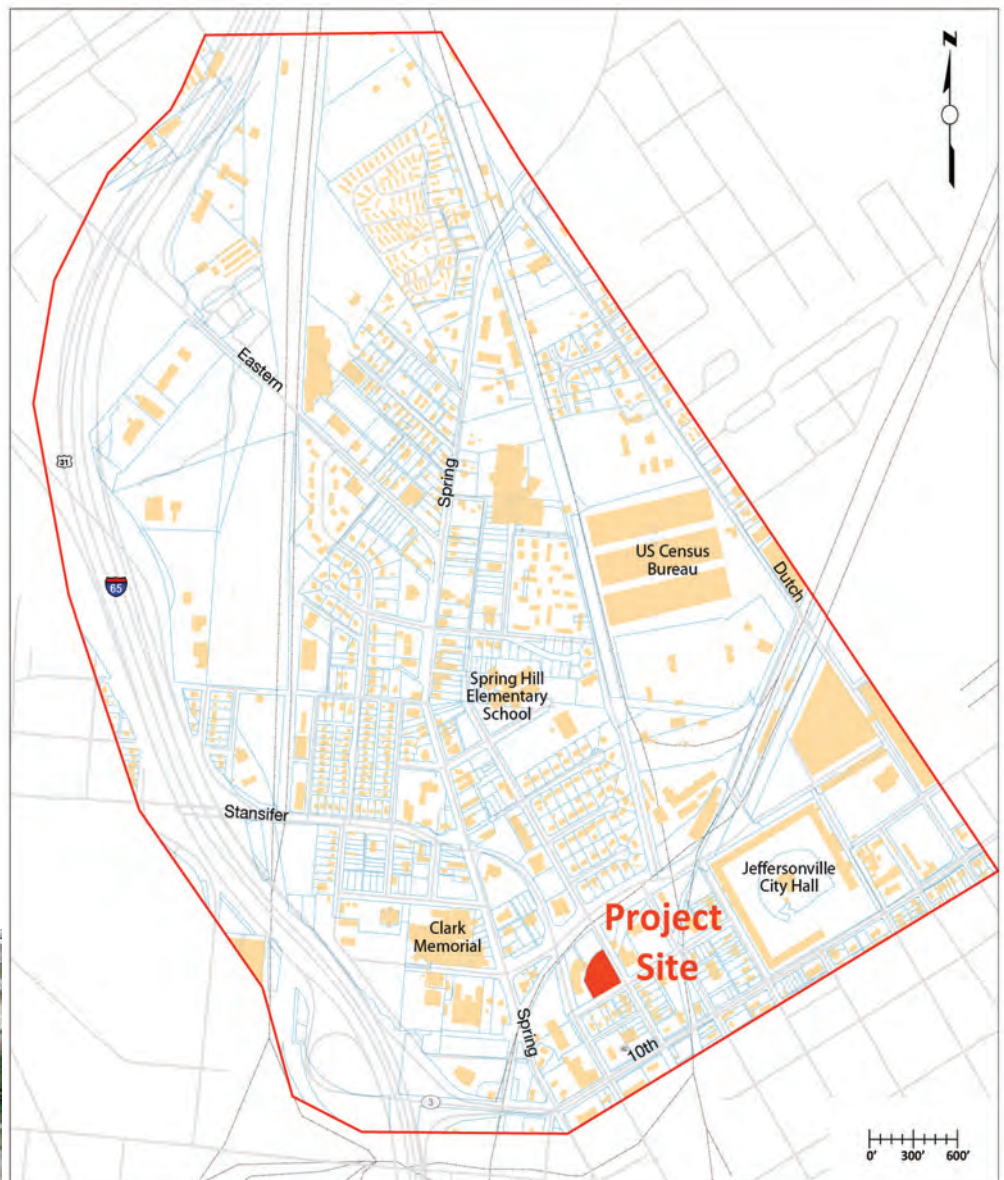 N
Eastern
Spring
31
65
US Census
Bureau
Dutch
Spring Hill
Elementary
School
Stansifer
Jeffersonville
City Hall
Project
Site
Clark
Memorial
Spring
10th
3
0' 300' 600'